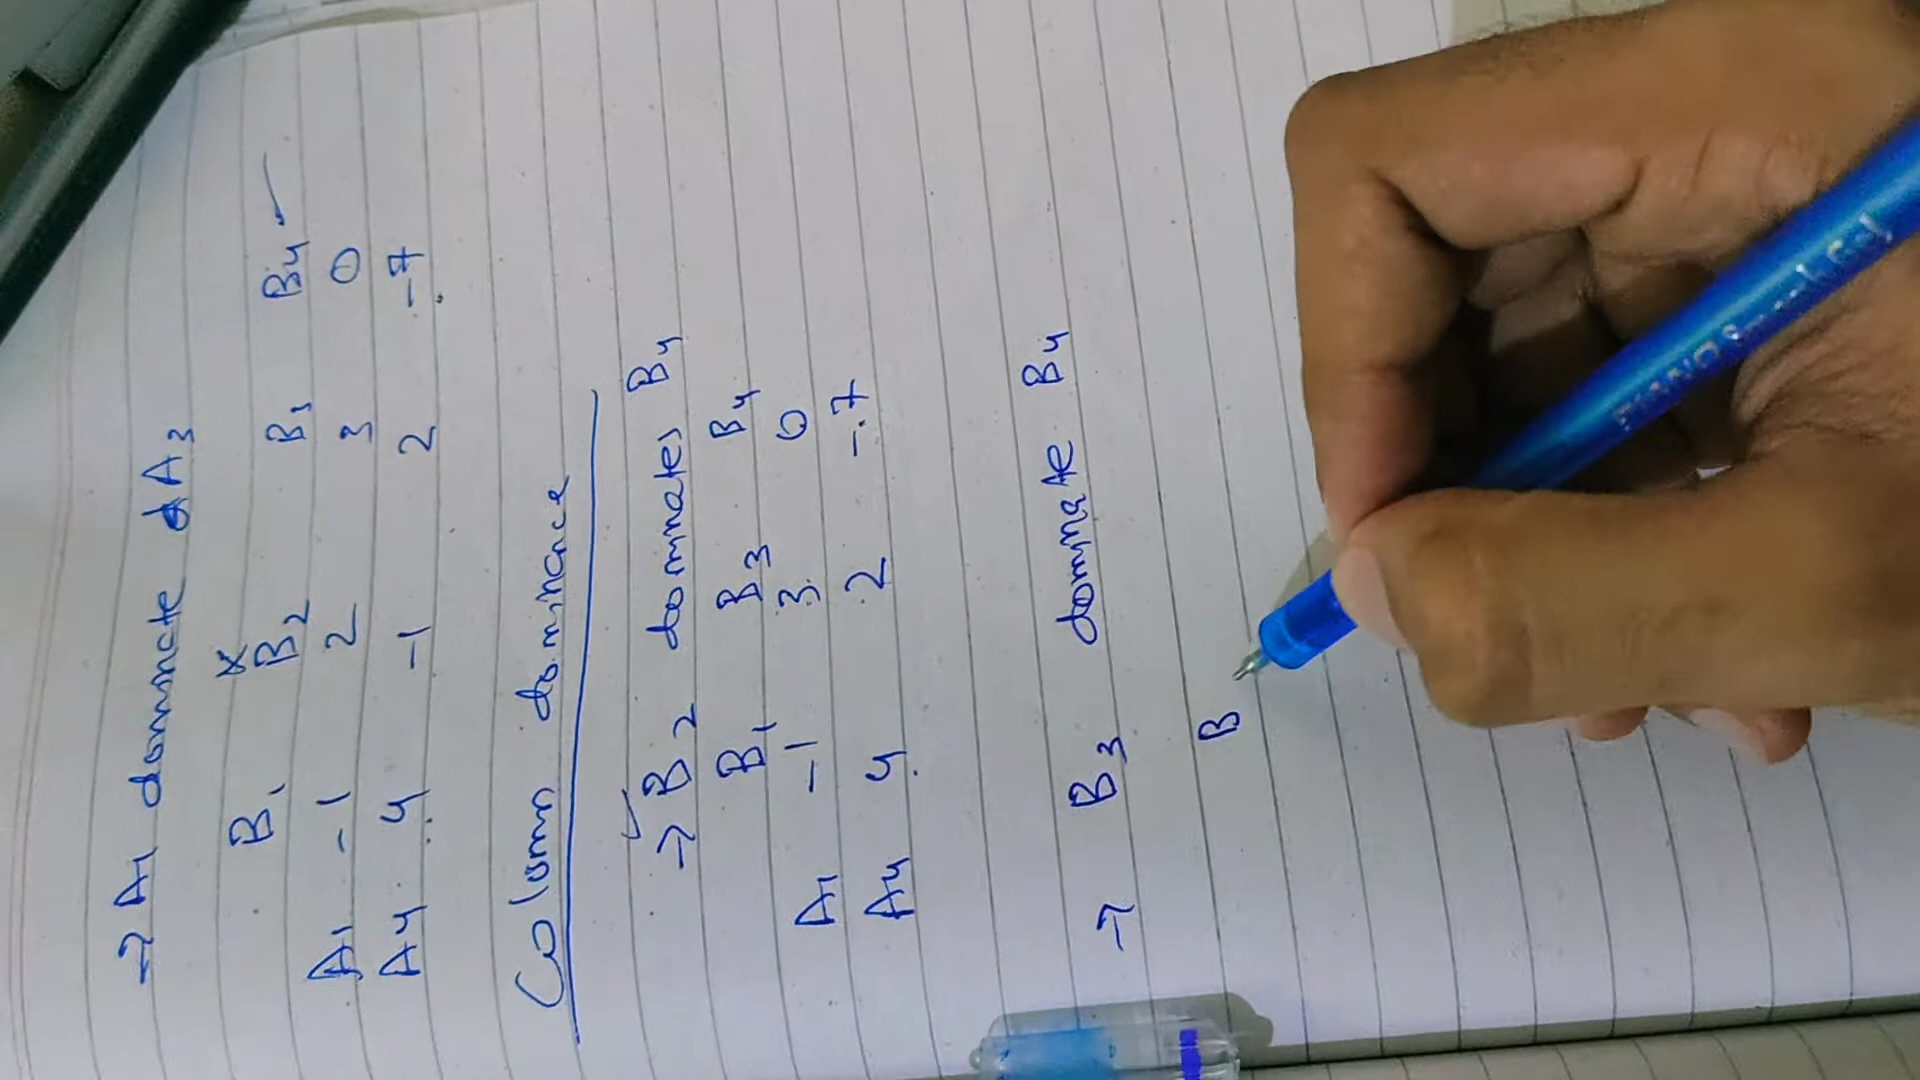 → A1 dominate A3
B1 B2 B3 B4
A1 -1 2 3 0
A4 4 -1 2 -7
Column dominance
→ B2 dominates B4
B1 B3 B4
A1 -1 3 0
A4 4 2 -7
→ B3 dominate B4
B